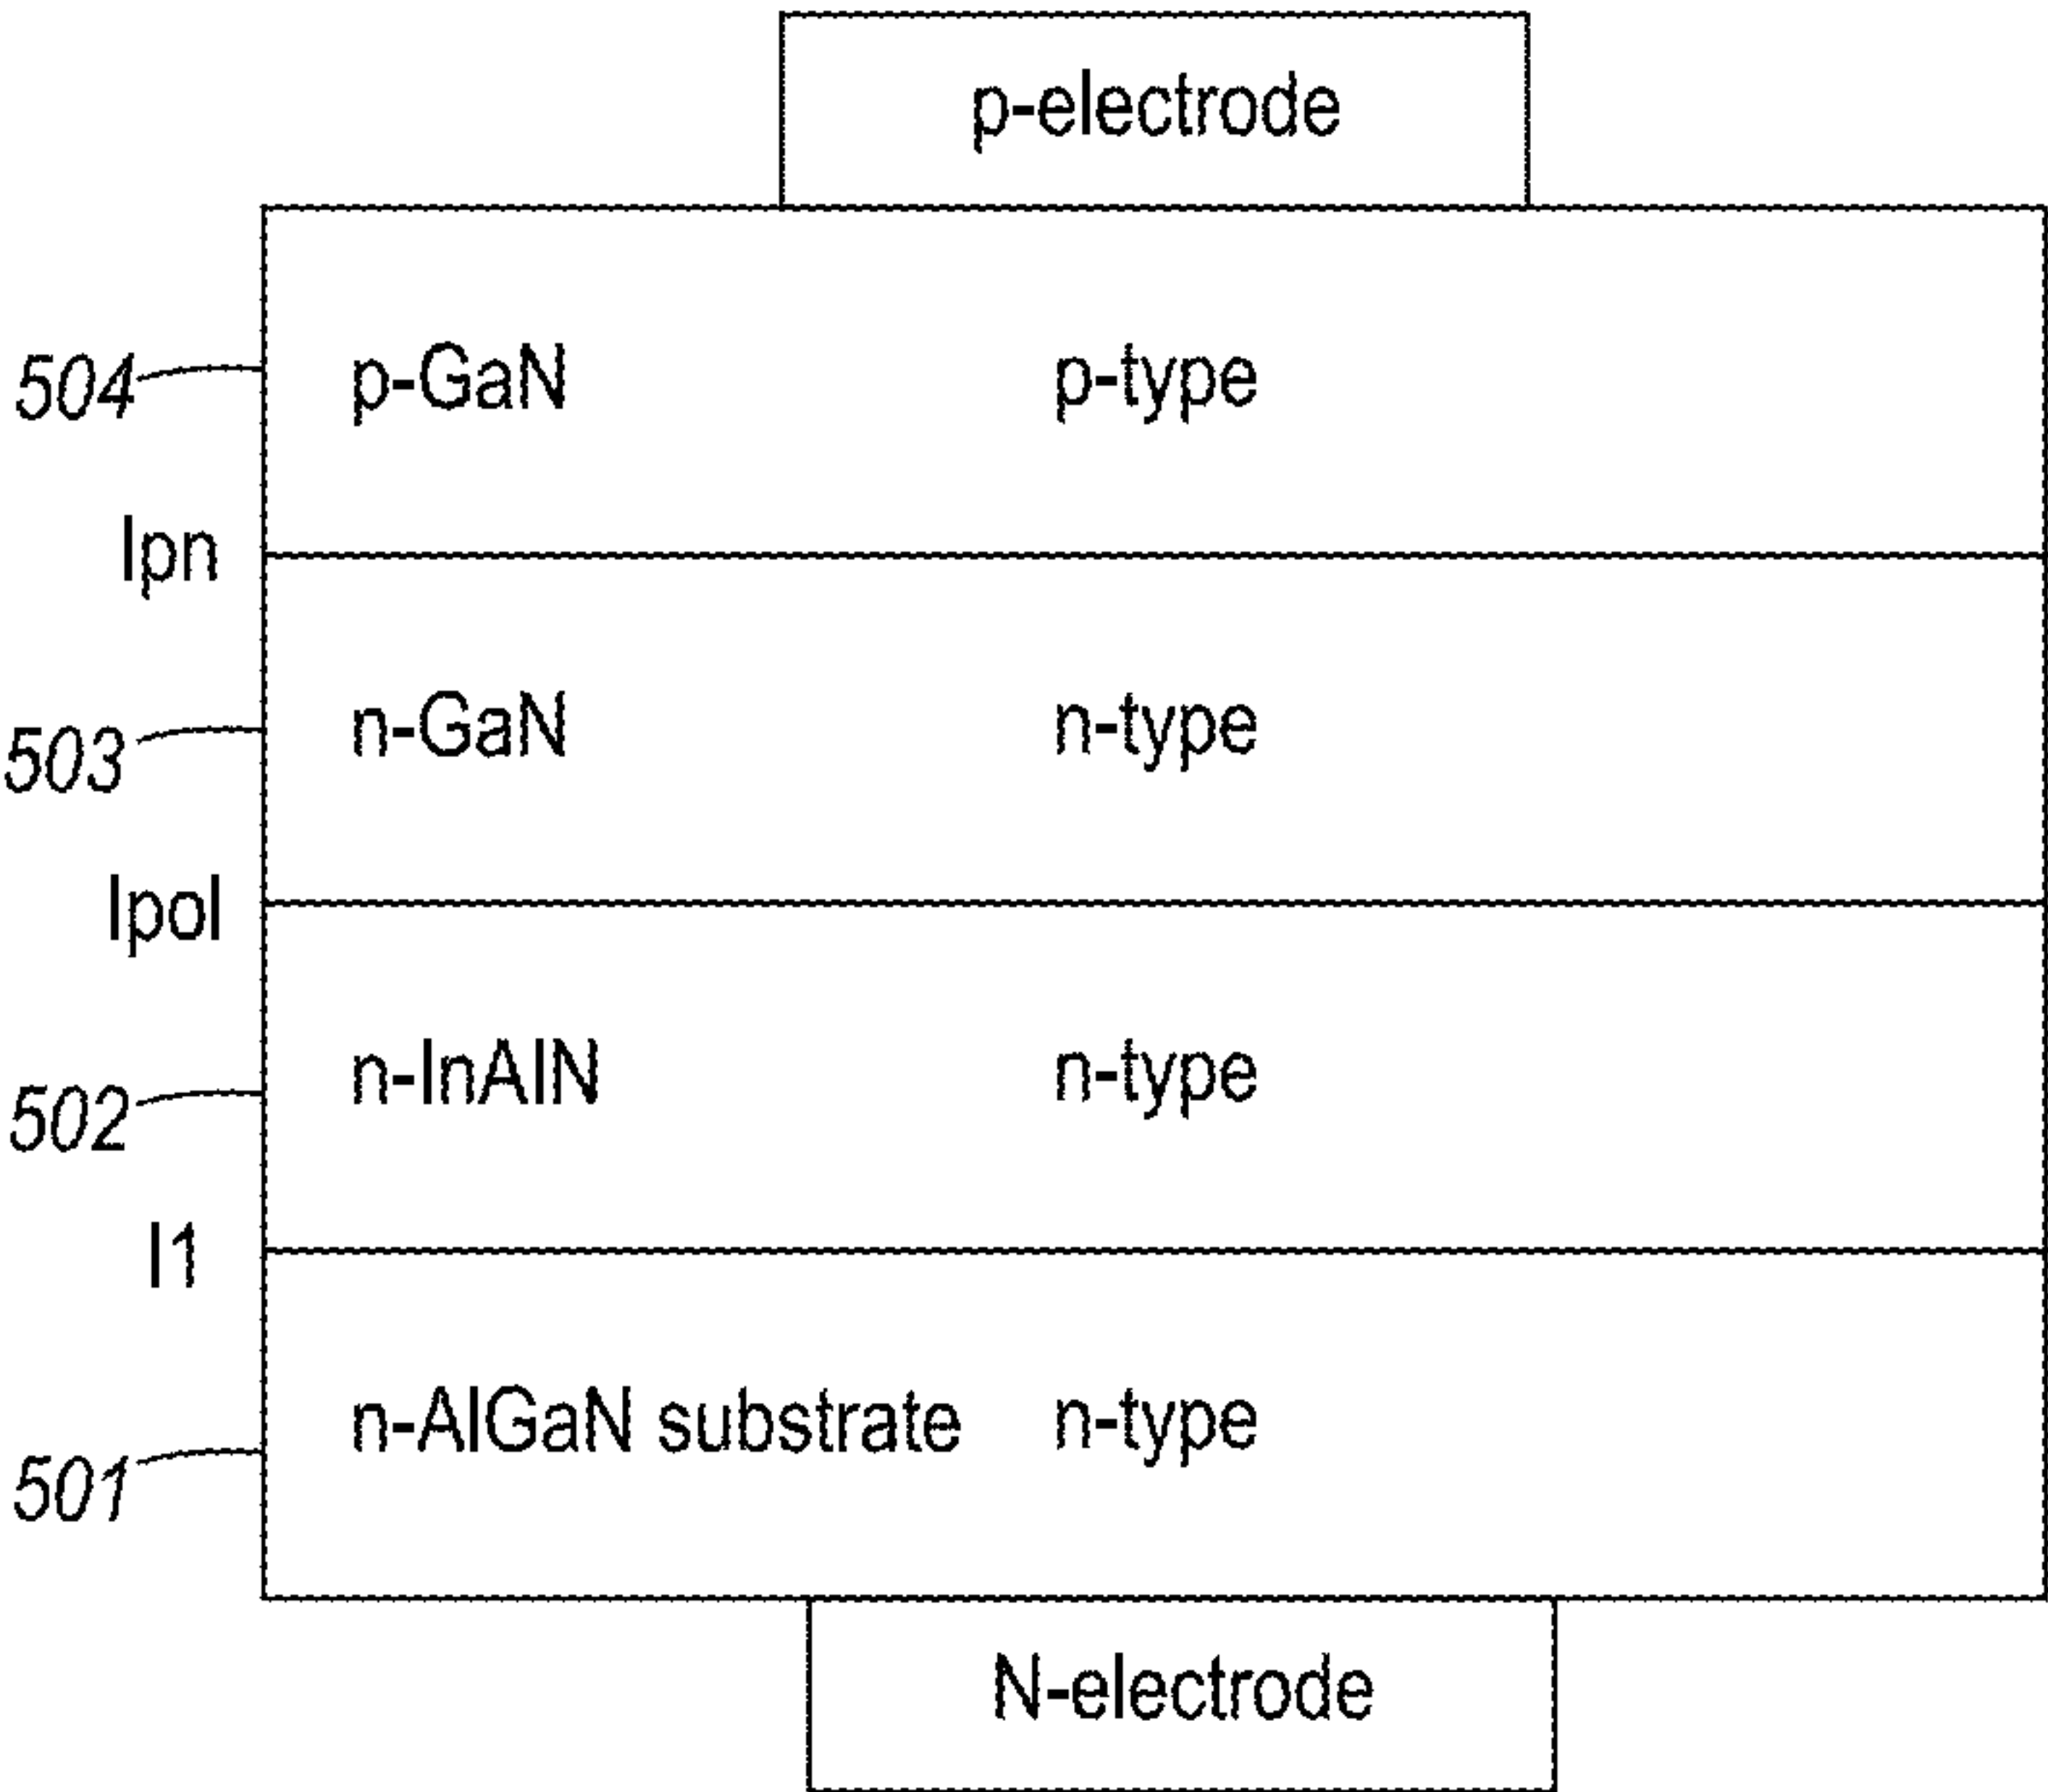 p-electrode
504 p-GaN p-type
Ipn
503 n-GaN n-type
Ipol
502 n-InAlN n-type
I1
501 n-AlGaN substrate n-type
N-electrode